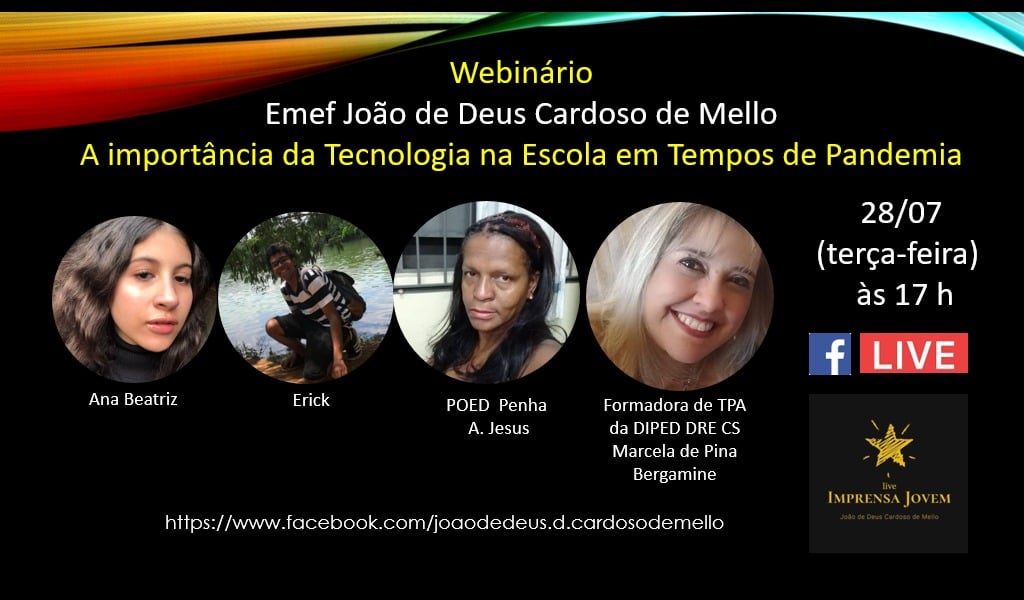 Webinário
Emef João de Deus Cardoso de Mello
A importância da Tecnologia na Escola em Tempos de Pandemia
28/07
(terça-feira)
às 17 h
f LIVE
Ana Beatriz
Erick
POED Penha
A. Jesus
Formadora de TPA
da DIPED DRE CS
Marcela de Pina
Bergamine
live
IMPRENSA JOVEM
João de Deus Cardoso de Mello
https://www.facebook.com/joaodedeus.d.cardosodemello